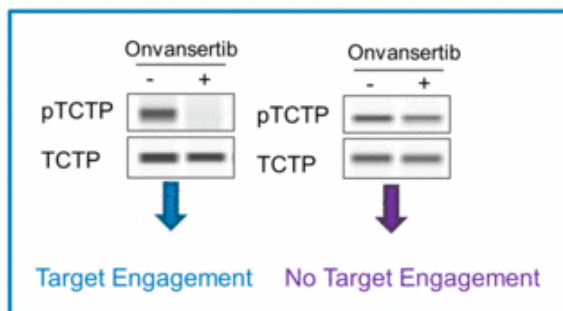 Onvansertib Onvansertib
- + - +
pTCTP pTCTP
TCTP TCTP
Target Engagement No Target Engagement